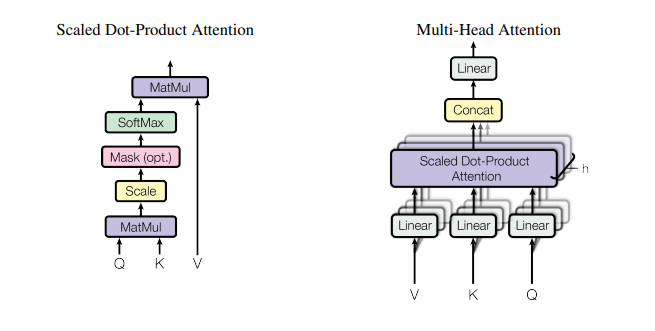 Scaled Dot-Product Attention
MatMul
SoftMax
Mask (opt.)
Scale
MatMul
Q K V
Multi-Head Attention
Linear
Concat
Scaled Dot-Product
Attention
h
Linear Linear Linear
V K Q